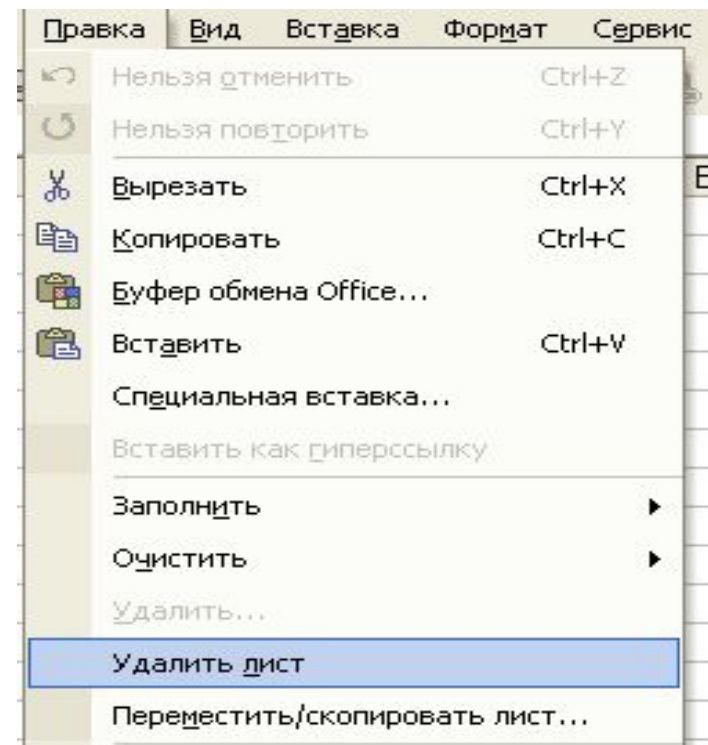 Правка Вид Вставка Формат Сервис
Нельзя отменить Ctrl+Z
Нельзя повторить Ctrl+Y
Вырезать Ctrl+X
Копировать Ctrl+C
Буфер обмена Office...
Вставить Ctrl+V
Специальная вставка...
Вставить как гиперссылку
Заполнить
Очистить
Удалить...
Удалить лист
Переместить/скопировать лист...